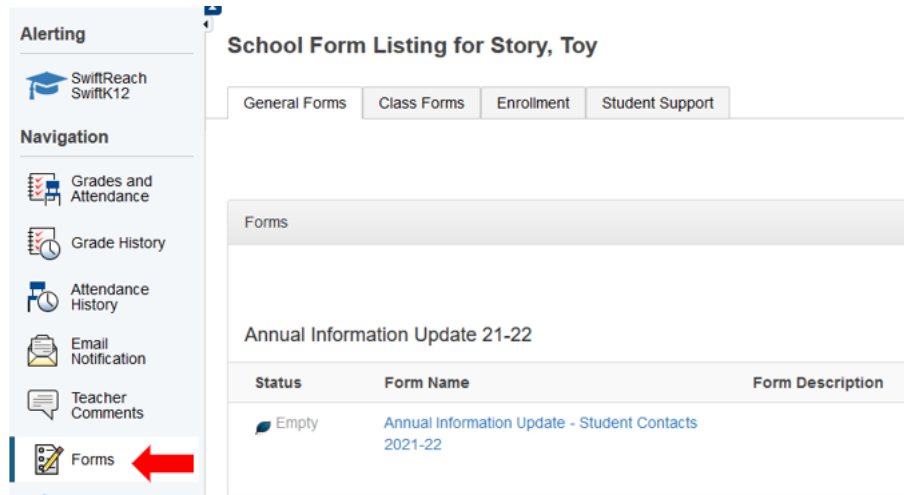 Alerting
SwiftReach
SwiftK12
Navigation
Grades and
Attendance
Grade History
Attendance
History
Email
Notification
Teacher
Comments
Forms
School Form Listing for Story, Toy
General Forms Class Forms Enrollment Student Support
Forms
Annual Information Update 21-22
Status Form Name Form Description
Empty Annual Information Update - Student Contacts
2021-22